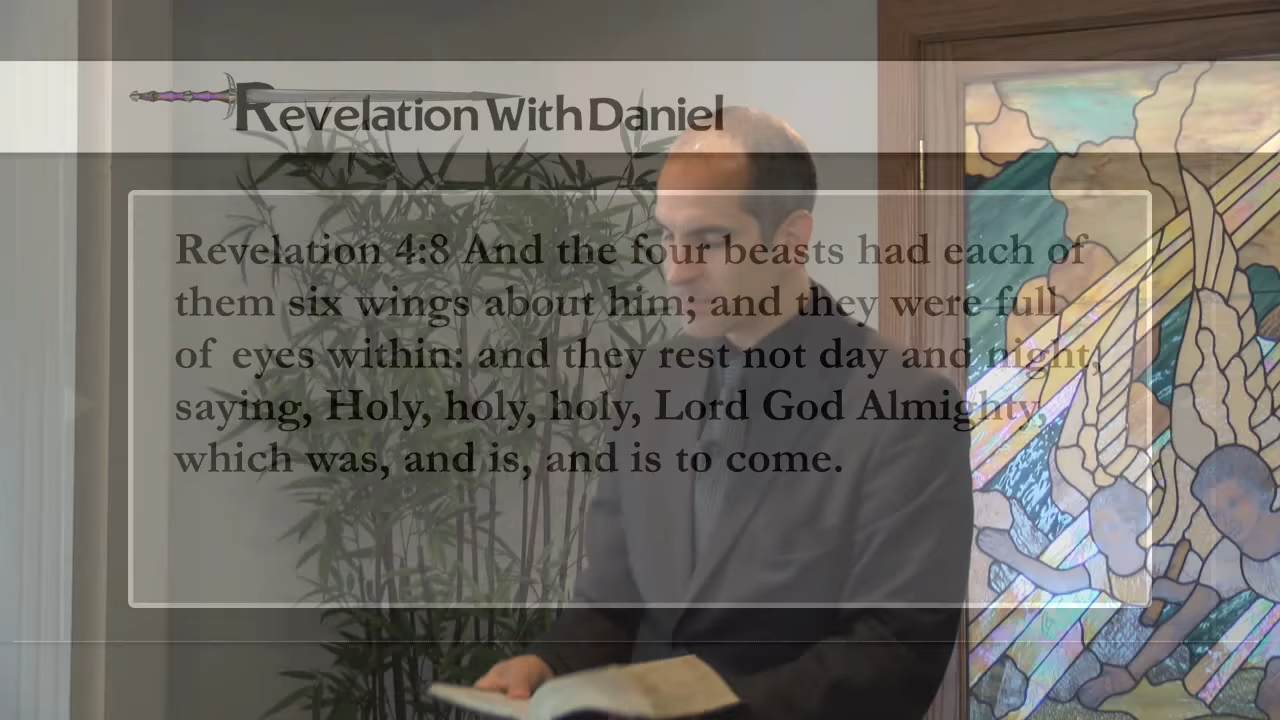 Revelation With Daniel
Revelation 4:8 And the four beasts had each of
them six wings about him; and they were full
of eyes within: and they rest not day and night,
saying, Holy, holy, holy, Lord God Almighty,
which was, and is, and is to come.